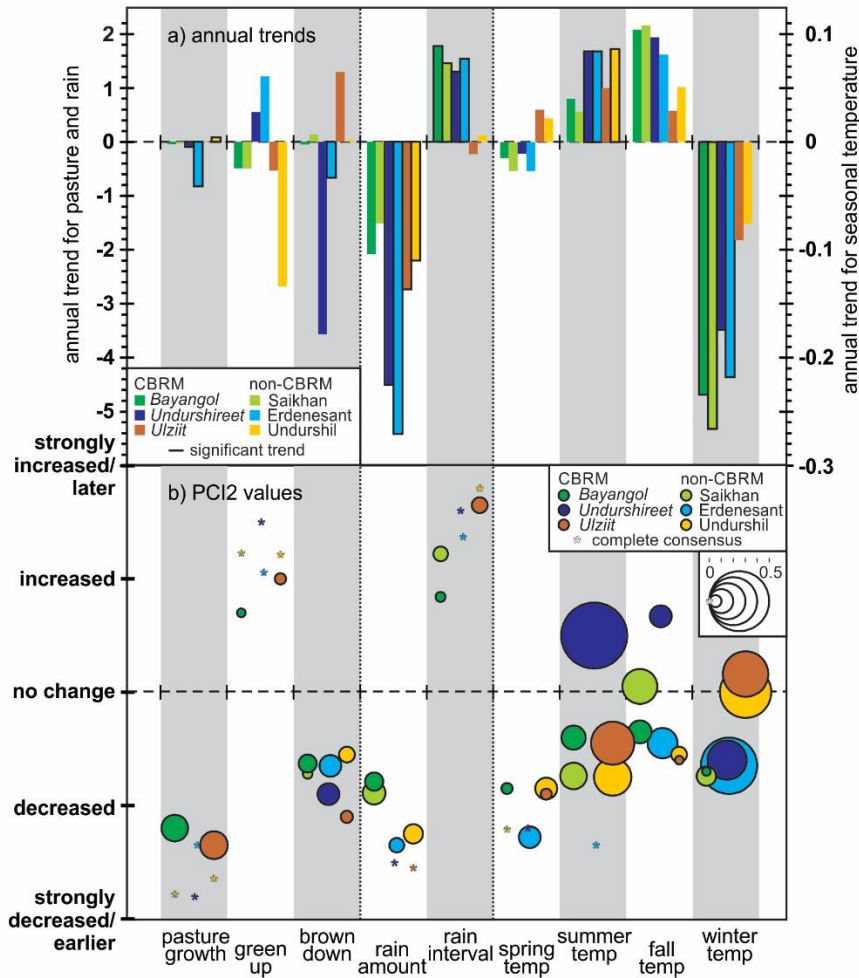 a) annual trends
annual trend for pasture and rain
2
1
0
-1
-2
-3
-4
-5
annual trend for seasonal temperature
0.1
0
-0.1
-0.2
-0.3
CBRM non-CBRM
Bayangol Saikhan
Undurshireet Erdenesant
Ulziit Undurshil
significant trend
b) PCI2 values
strongly
increased/
later
increased
no change
decreased
strongly
decreased/
earlier
CBRM non-CBRM
Bayangol Saikhan
Undurshireet Erdenesant
Ulziit Undurshil
* complete consensus
0 0.5
pasture
growth
green
up
brown
down
rain
amount
rain
interval
spring
temp
summer
temp
fall temp
winter
temp